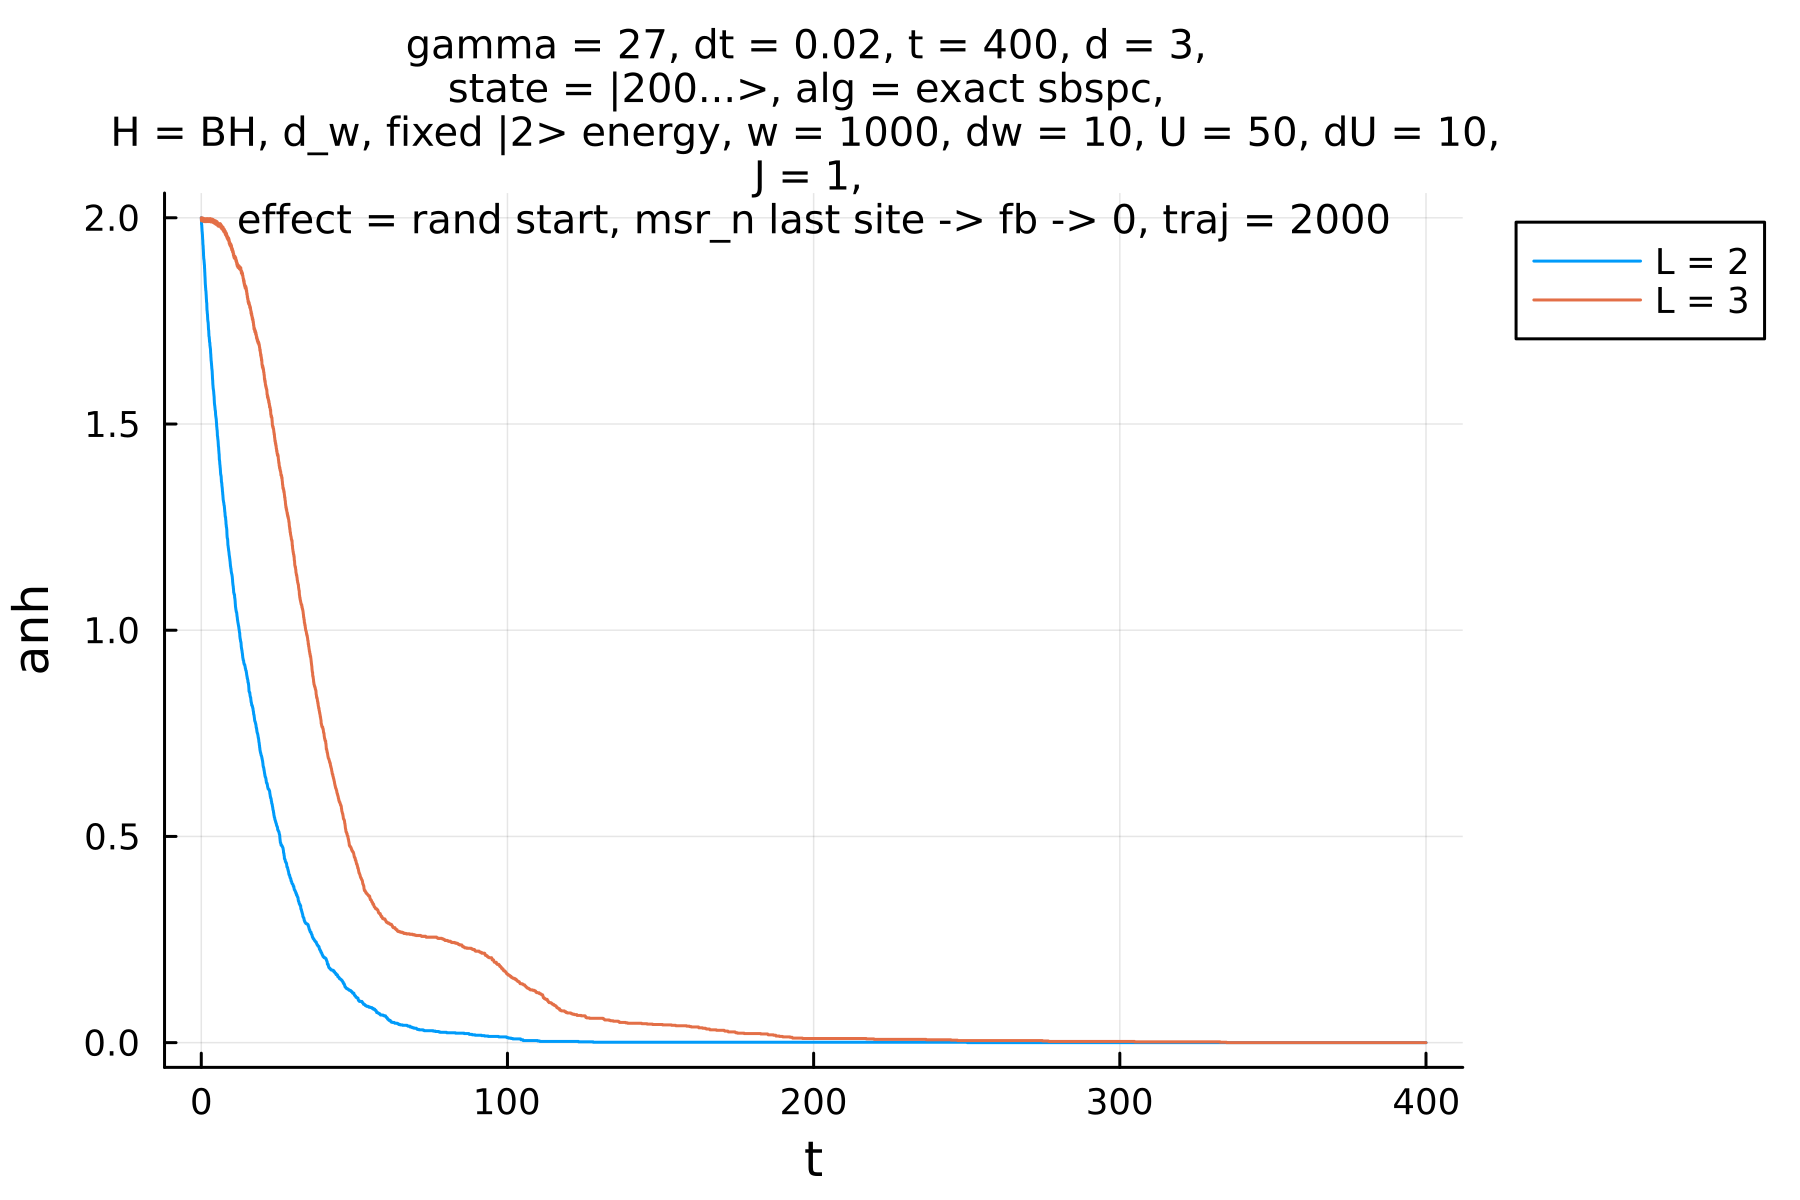 gamma = 27, dt = 0.02, t = 400, d = 3,
state = |200...>, alg = exact sbspc,
H = BH, d_w, fixed |2> energy, w = 1000, dw = 10, U = 50, dU = 10,
J = 1,
effect = rand start, msr_n last site -> fb -> 0, traj = 2000
L = 2
L = 3
2.0
1.5
1.0
0.5
0.0
anh
0 100 200 300 400
t